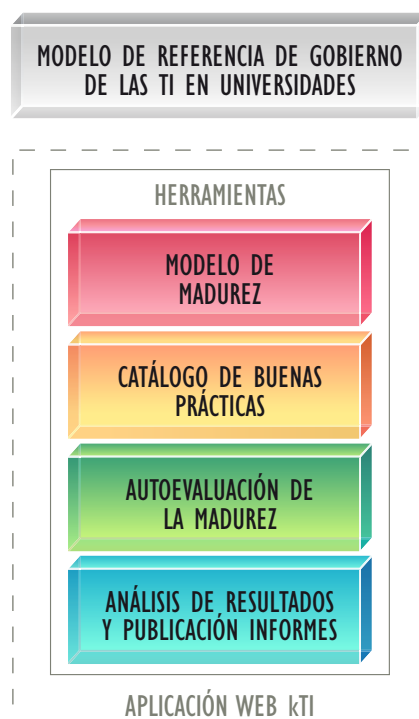 MODELO DE REFERENCIA DE GOBIERNO
DE LAS TI EN UNIVERSIDADES
HERRAMIENTAS
MODELO DE
MADUREZ
CATÁLOGO DE BUENAS
PRÁCTICAS
AUTOEVALUACIÓN DE
LA MADUREZ
ANÁLISIS DE RESULTADOS
Y PUBLICACIÓN INFORMES
APLICACIÓN WEB kTI